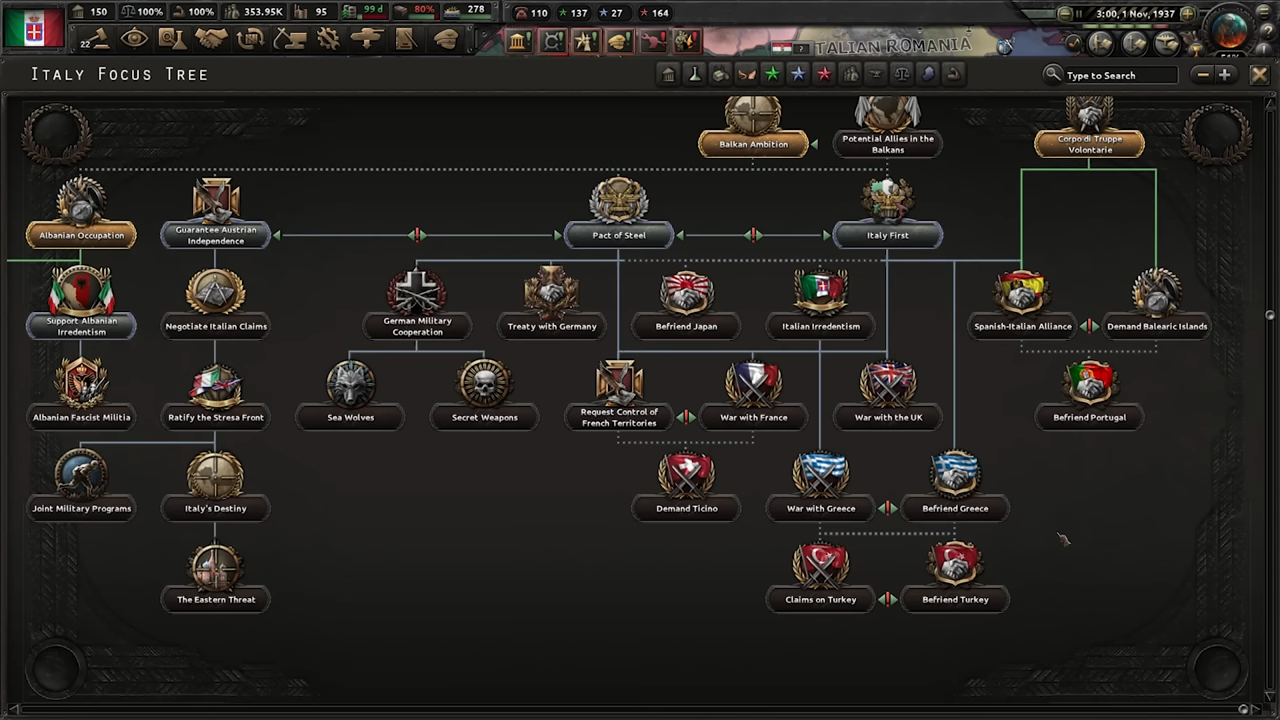 150 100% 100% 353.95K 95 99 d 80% 278 110 137 27 164 3:00, 1 Nov, 1937
22
TALIAN ROMANIA
Italy Focus Tree
Type to Search
Balkan Ambition
Potential Allies in the
Balkans
Corpo di Truppe
Volontarie
Albanian Occupation
Guarantee Austrian
Independence
Pact of Steel
Italy First
Support Albanian
Irredentism
Negotiate Italian Claims
German Military
Cooperation
Treaty with Germany
Befriend Japan
Italian Irredentism
Spanish-Italian Alliance
Demand Balearic Islands
Albanian Fascist Militia
Ratify the Stresa Front
Sea Wolves
Secret Weapons
Request Control of
French Territories
War with France
War with the UK
Befriend Portugal
Joint Military Programs
Italy's Destiny
Demand Ticino
War with Greece
Befriend Greece
The Eastern Threat
Claims on Turkey
Befriend Turkey